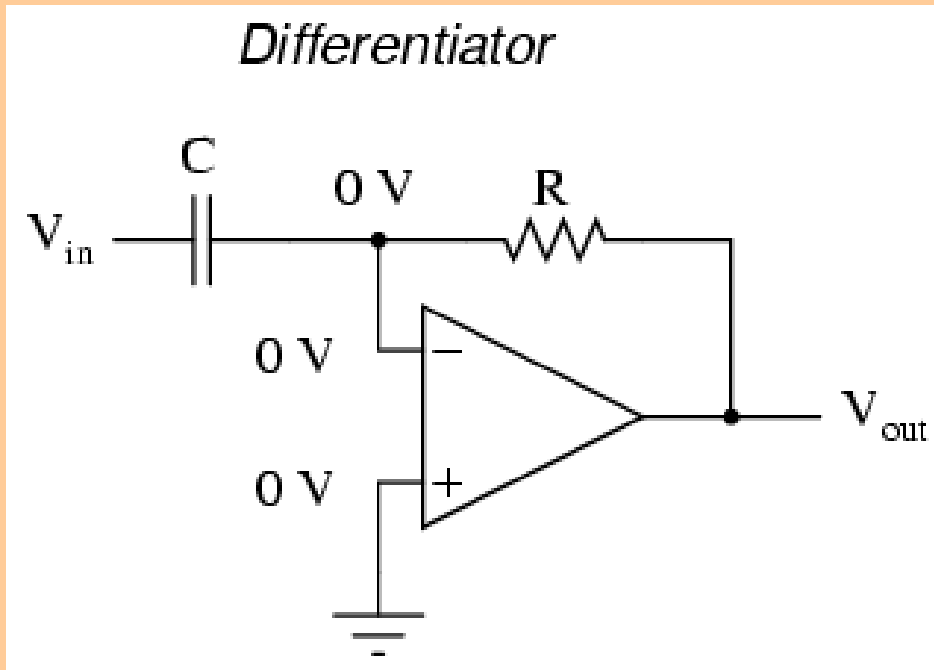 Differentiator
C
0 V
R
Vin
0 V
−
Vout
0 V
+